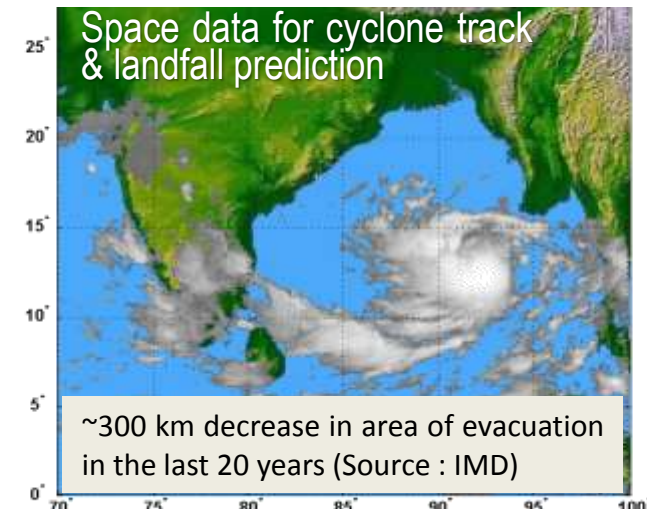 Space data for cyclone track
& landfall prediction
25°
20°
15°
10°
5°
0°
~300 km decrease in area of evacuation
in the last 20 years (Source : IMD)
70° 75° 80° 85° 90° 95° 100